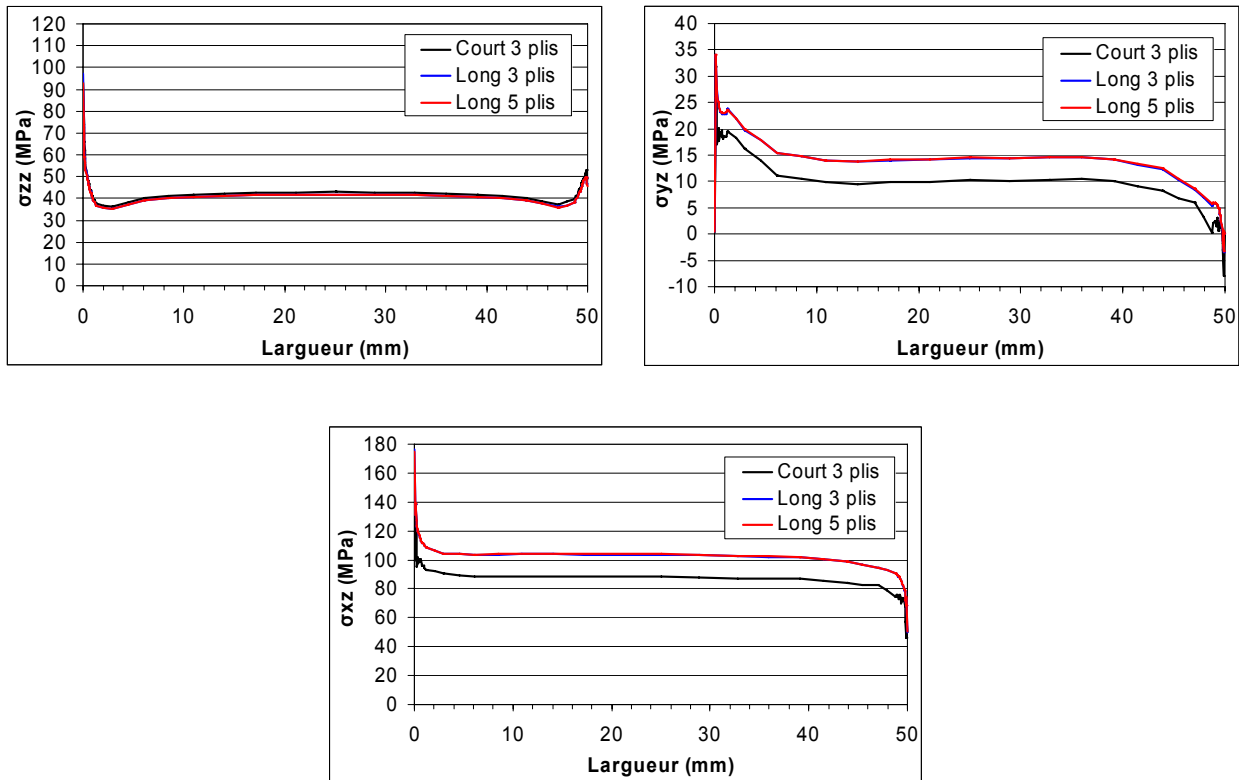 120
110
100
90
80
70
60
50
40
30
20
10
0
σzz (MPa)
Court 3 plis
Long 3 plis
Long 5 plis
0 10 20 30 40 50
Largueur (mm)
40
35
30
25
20
15
10
5
0
-5
-10
σyz (MPa)
Court 3 plis
Long 3 plis
Long 5 plis
0 10 20 30 40 50
Largueur (mm)
180
160
140
120
100
80
60
40
20
0
σxz (MPa)
Court 3 plis
Long 3 plis
Long 5 plis
0 10 20 30 40 50
Largueur (mm)